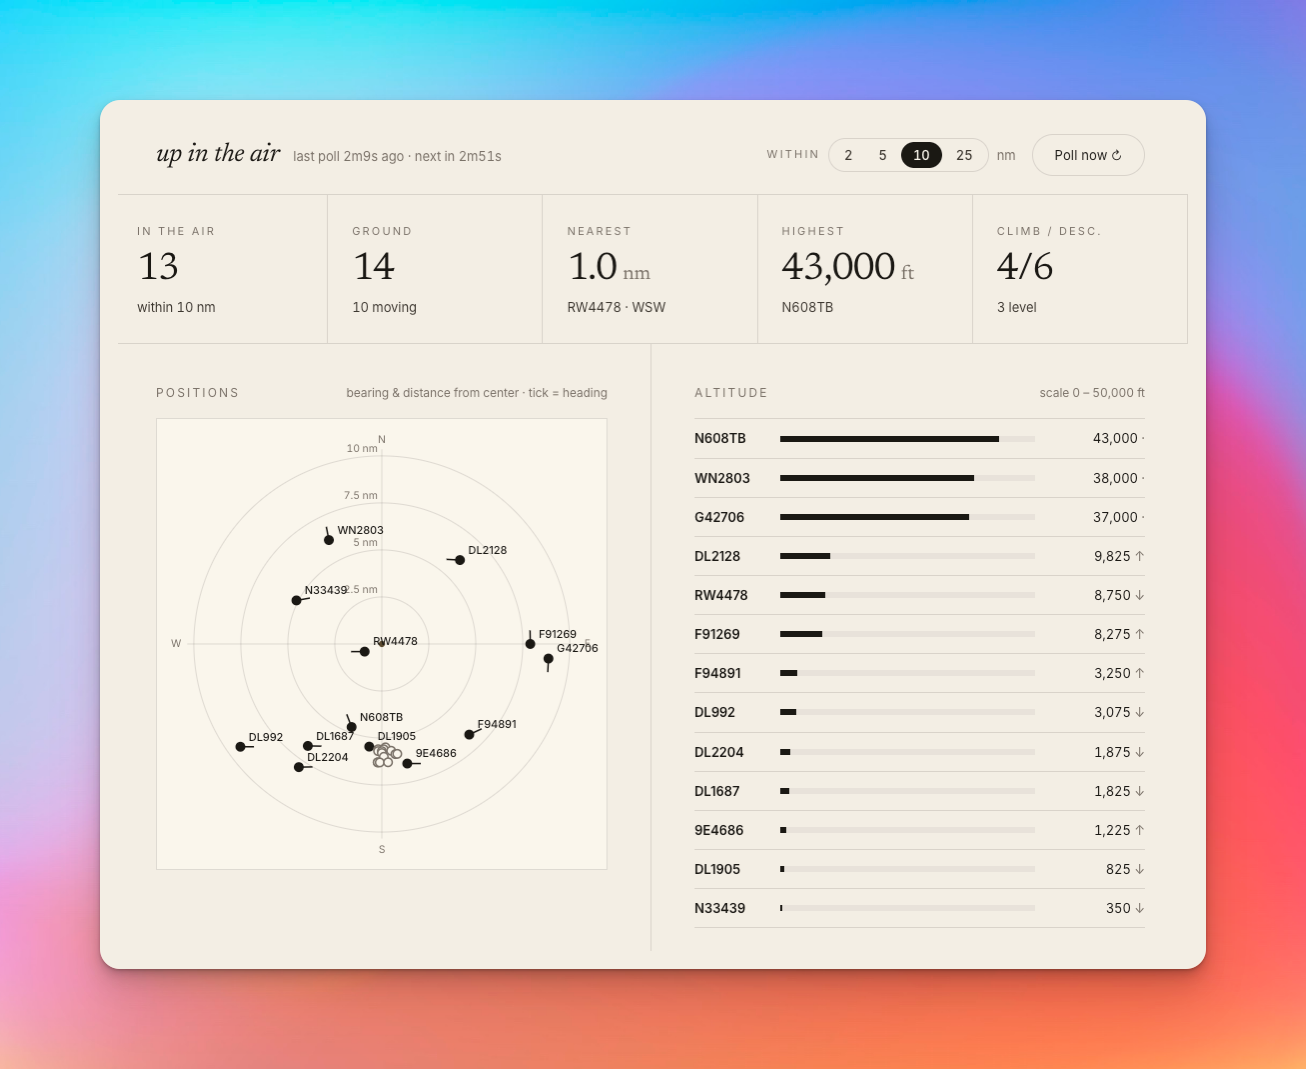 up in the air last poll 2m9s ago · next in 2m51s WITHIN 2 5 10 25 nm Poll now ↻
IN THE AIR
13
within 10 nm
GROUND
14
10 moving
NEAREST
1.0 nm
RW4478 · WSW
HIGHEST
43,000 ft
N608TB
CLIMB / DESC.
4/6
3 level
POSITIONS bearing & distance from center · tick = heading
N
10 nm
7.5 nm
WN2803
5 nm
DL2128
N33439
2.5 nm
F91269
W
RW4478
E
G42706
N608TB
F94891
DL992
DL1687
DL1905
DL2204
9E4686
S
ALTITUDE scale 0 – 50,000 ft
N608TB 43,000 ·
WN2803 38,000 ·
G42706 37,000 ·
DL2128 9,825 ↑
RW4478 8,750 ↓
F91269 8,275 ↑
F94891 3,250 ↑
DL992 3,075 ↓
DL2204 1,875 ↓
DL1687 1,825 ↓
9E4686 1,225 ↑
DL1905 825 ↓
N33439 350 ↓